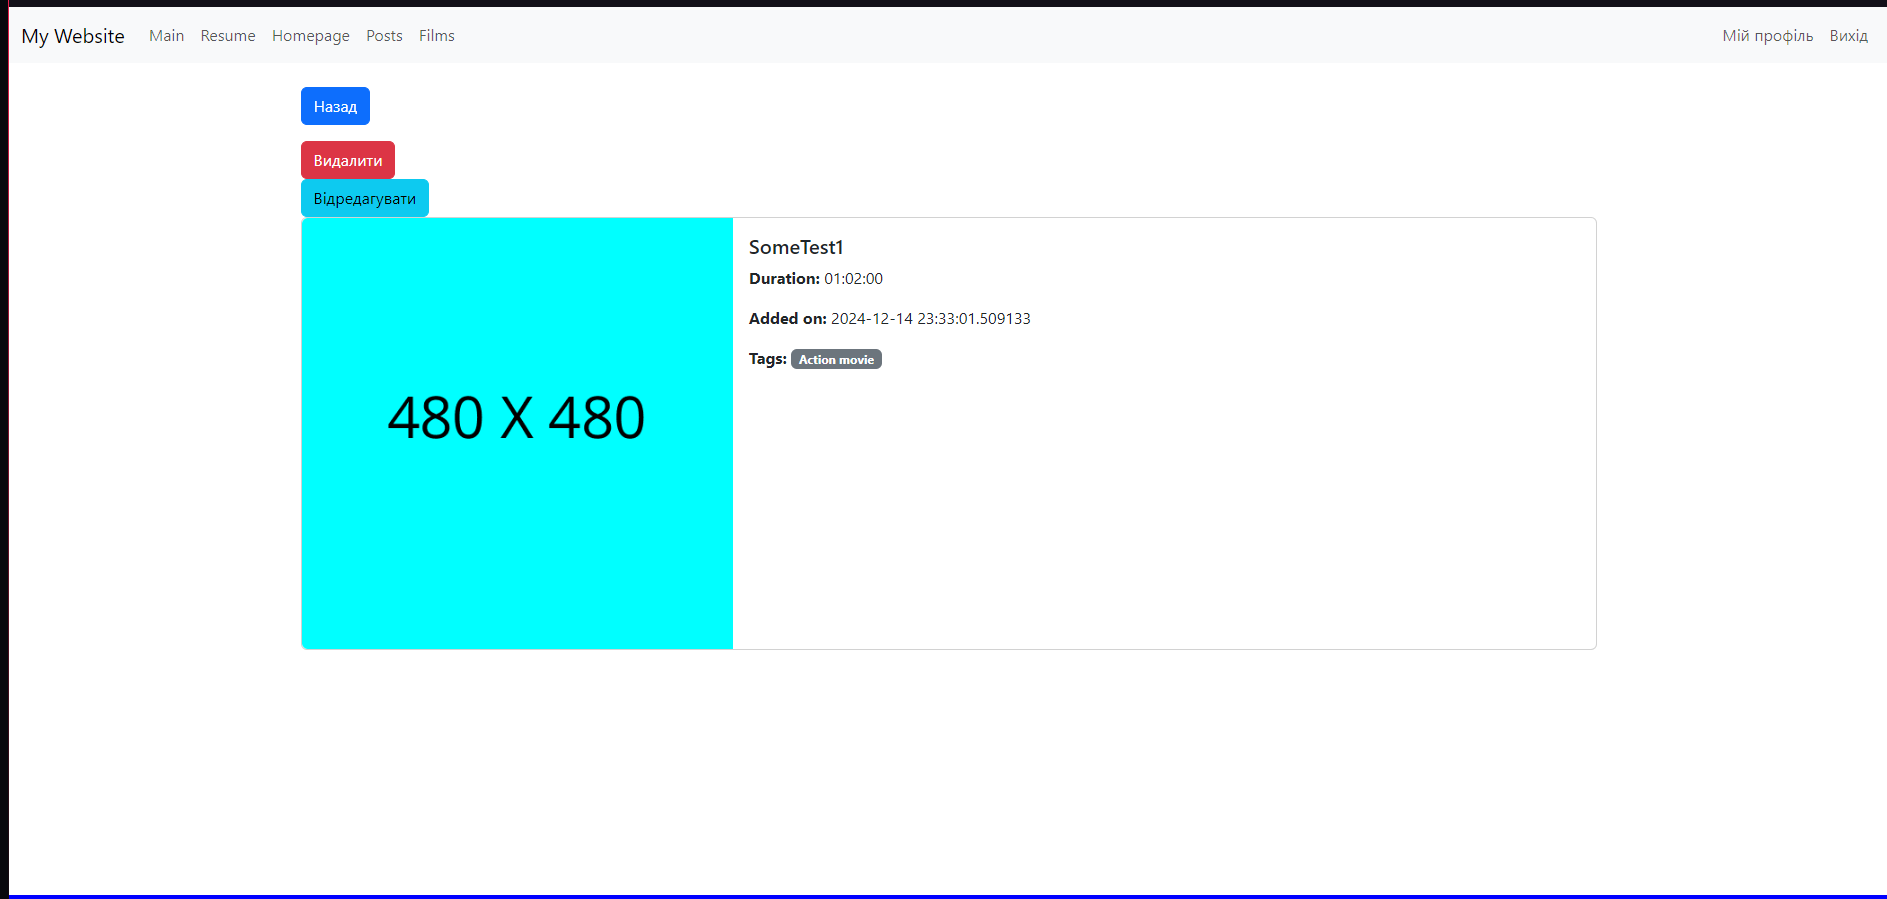 My Website Main Resume Homepage Posts Films Мій профіль Вихід
Назад
Видалити
Відредагувати
480 X 480
SomeTest1
Duration: 01:02:00
Added on: 2024-12-14 23:33:01.509133
Tags: Action movie